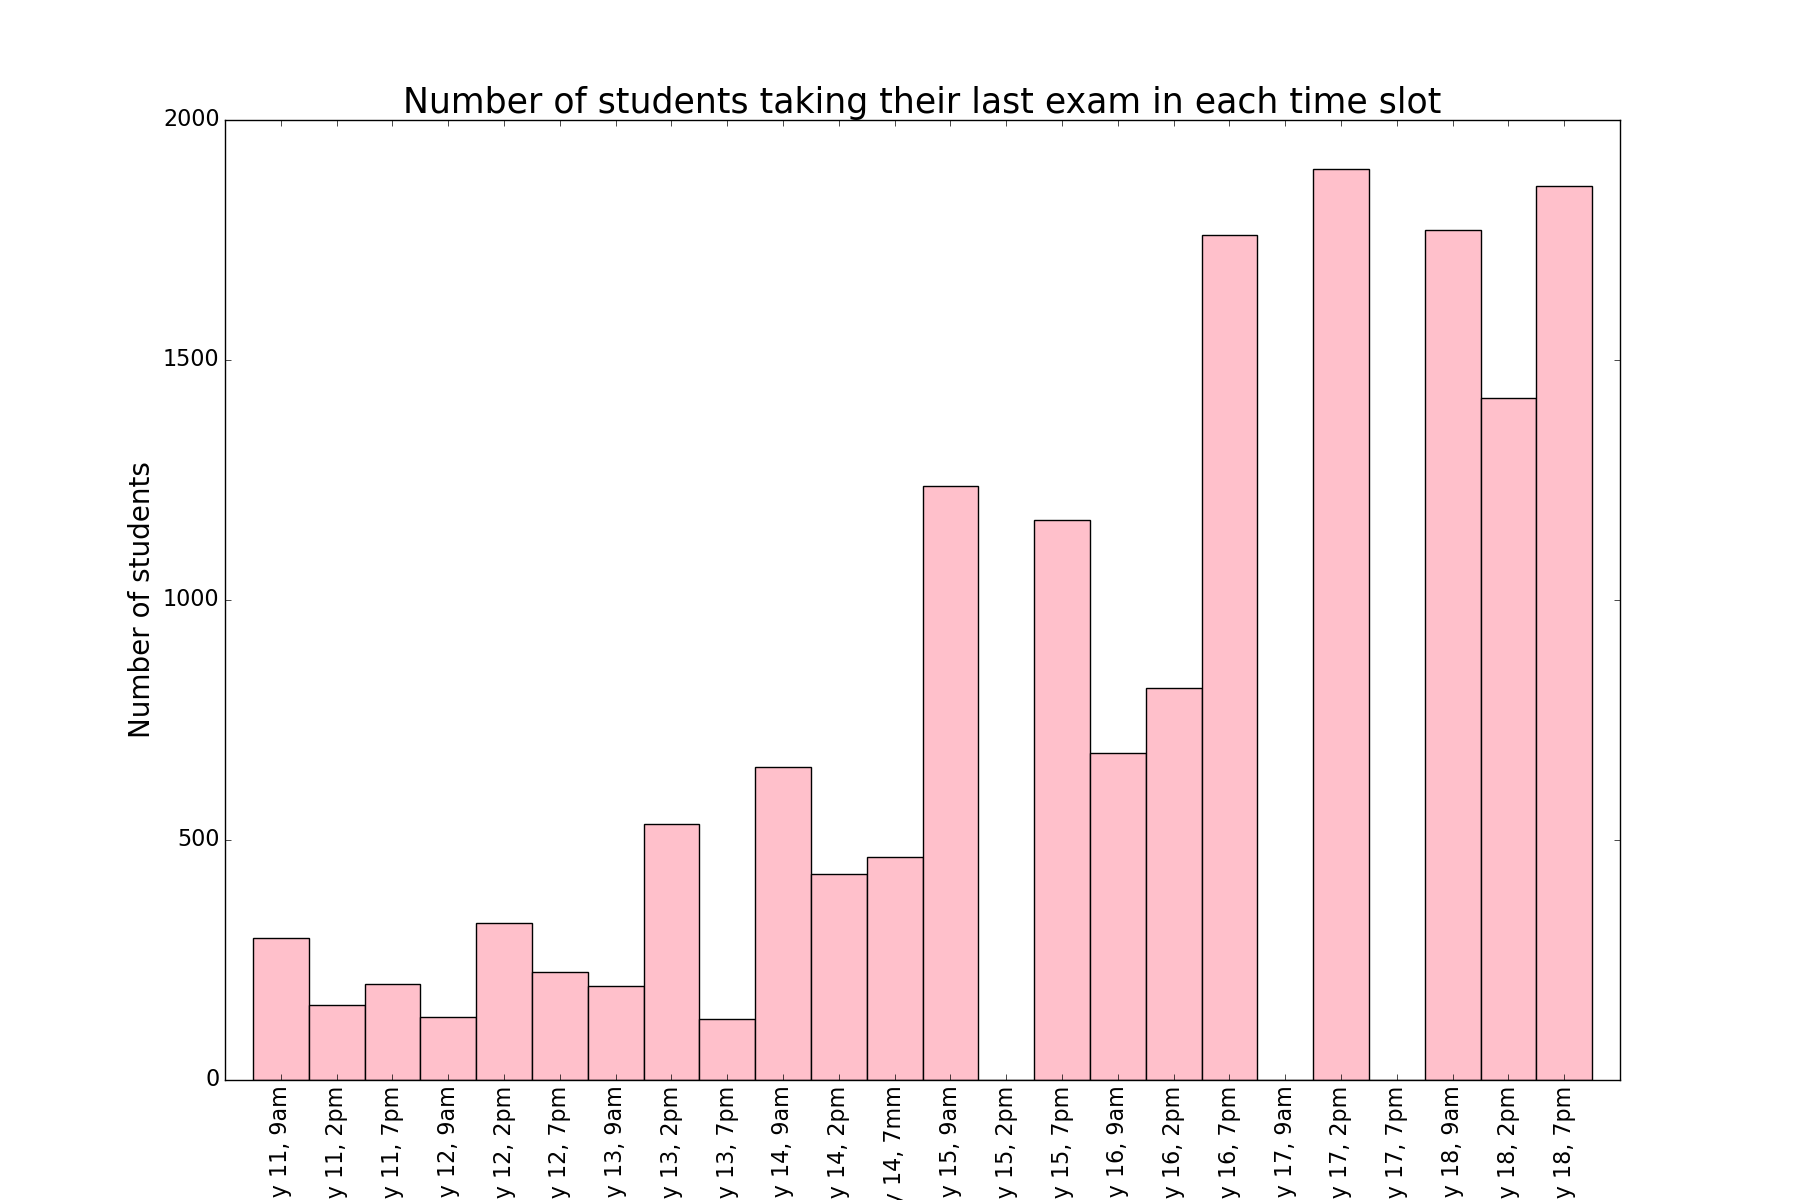 Number of students taking their last exam in each time slot
2000
1500
1000
500
0
Number of students
y 11, 9am
y 11, 2pm
y 11, 7pm
y 12, 9am
y 12, 2pm
y 12, 7pm
y 13, 9am
y 13, 2pm
y 13, 7pm
y 14, 9am
y 14, 2pm
y 14, 7mm
y 15, 9am
y 15, 2pm
y 15, 7pm
y 16, 9am
y 16, 2pm
y 16, 7pm
y 17, 9am
y 17, 2pm
y 17, 7pm
y 18, 9am
y 18, 2pm
y 18, 7pm